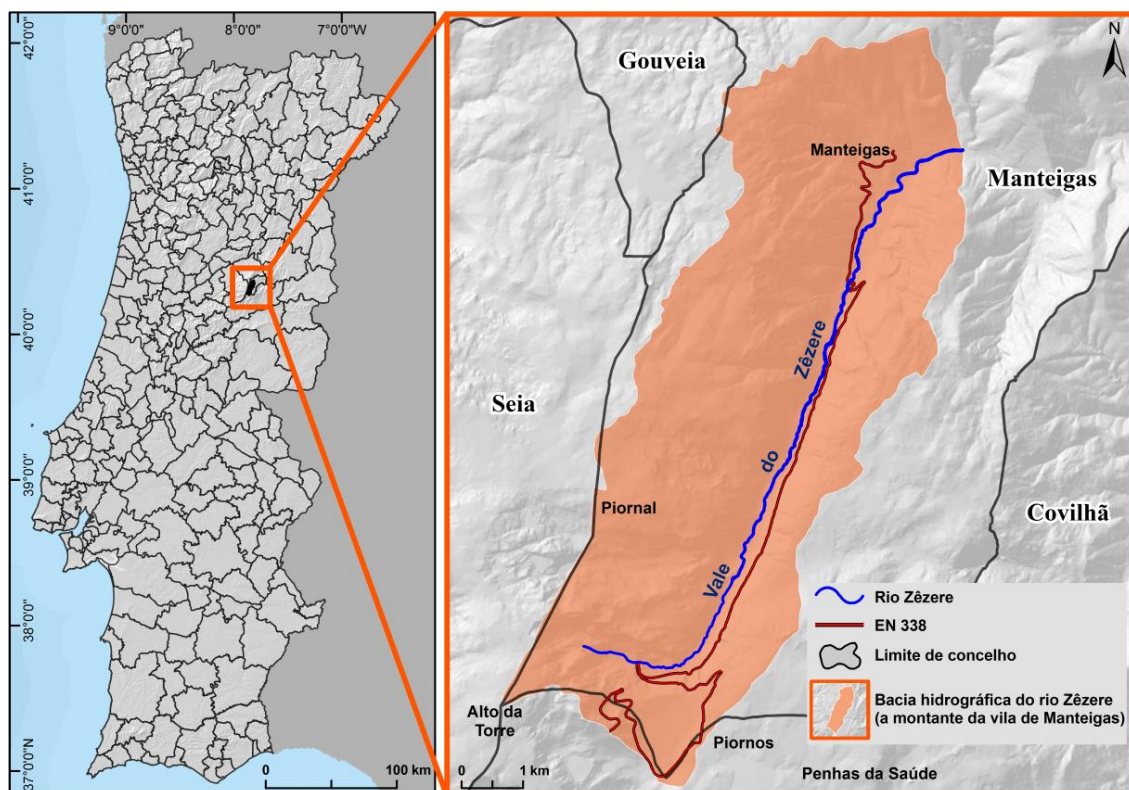 9°0'0"
8°0'0"
7°0'0"W
42°0'0"
41°0'0"
40°0'0"
39°0'0"
38°0'0"
37°0'0"N
0
100 km
N
Gouveia
Manteigas
Manteigas
Seia
Vale do Zêzere
Piornal
Covilhã
Alto da
Torre
Piornos
Penhas da Saúde
0
1 km
Rio Zêzere
EN 338
Limite de concelho
Bacia hidrográfica do rio Zêzere
(a montante da vila de Manteigas)